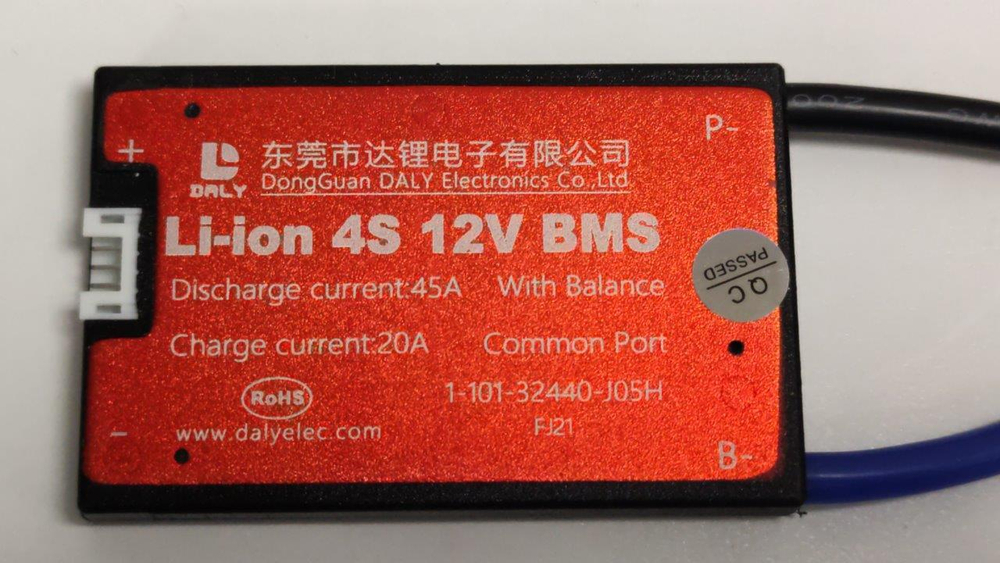 P-
+
DALY
东莞市达锂电子有限公司
DongGuan DALY Electronics Co.,Ltd.
Li-ion 4S 12V BMS
Discharge current:45A With Balance
QC
PASSED
Charge current:20A Common Port
RoHS
1-101-32440-J05H
www.dalyelec.com
FJ21
-
B-